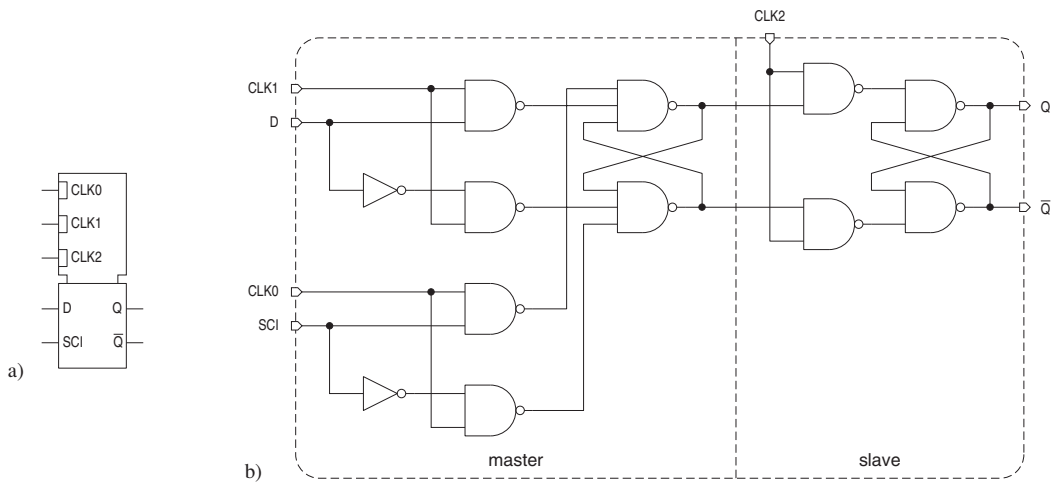 CLK0
CLK1
CLK2
D
Q
SCI
Q̅
a)
CLK2
CLK1
D
Q
Q̅
CLK0
SCI
master
slave
b)